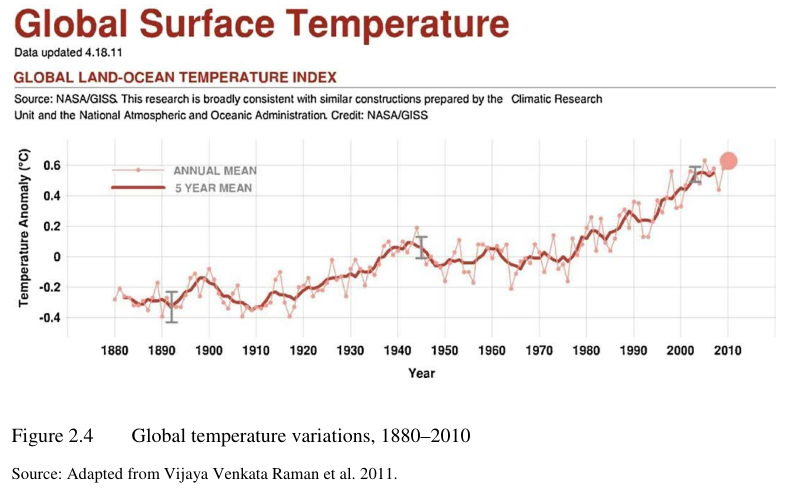 Global Surface Temperature
Data updated 4.18.11
GLOBAL LAND-OCEAN TEMPERATURE INDEX
Source: NASA/GISS. This research is broadly consistent with similar constructions prepared by the Climatic Research
Unit and the National Atmospheric and Oceanic Administration. Credit: NASA/GISS
Temperature Anomaly (°C)
0.6
0.4
0.2
0
-0.2
-0.4
ANNUAL MEAN
5 YEAR MEAN
1880 1890 1900 1910 1920 1930 1940 1950 1960 1970 1980 1990 2000 2010
Year
Figure 2.4 Global temperature variations, 1880–2010
Source: Adapted from Vijaya Venkata Raman et al. 2011.